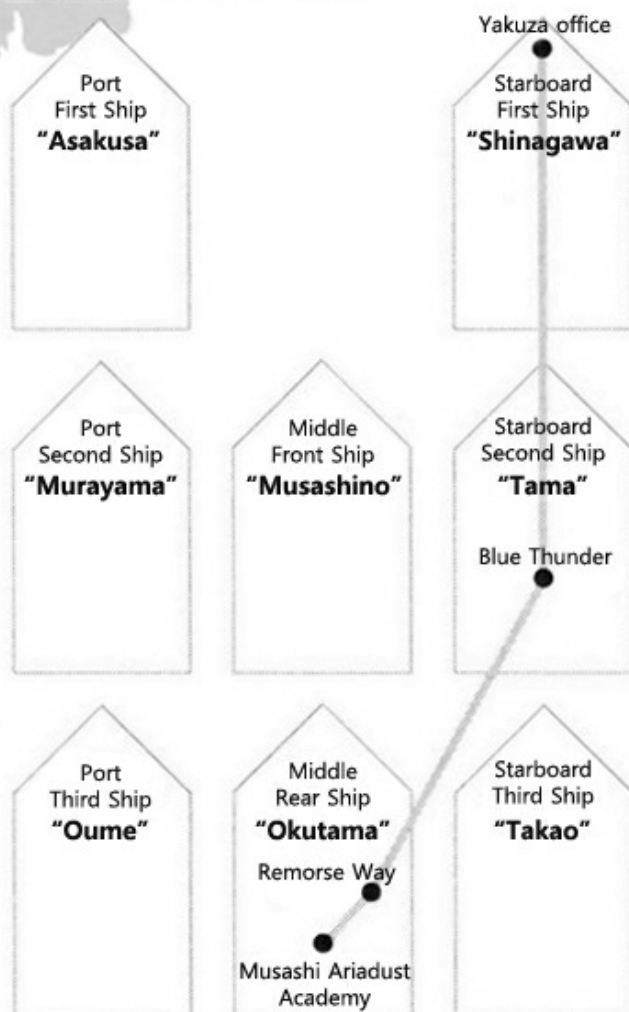 Yakuza office
Port
First Ship
“Asakusa”
Starboard
First Ship
“Shinagawa”
Port
Second Ship
“Murayama”
Middle
Front Ship
“Musashino”
Starboard
Second Ship
“Tama”
Blue Thunder
Port
Third Ship
“Oume”
Middle
Rear Ship
“Okutama”
Starboard
Third Ship
“Takao”
Remorse Way
Musashi Ariadust
Academy